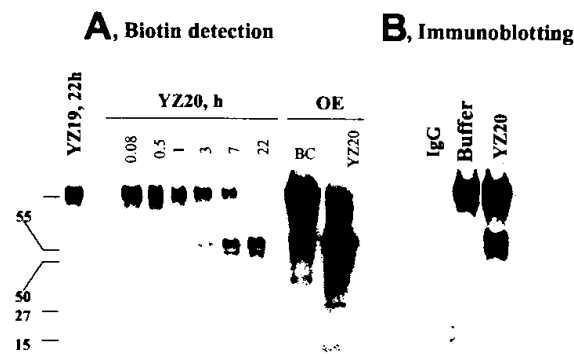 A, Biotin detection
B, Immunoblotting
YZ19, 22h
YZ20, h
OE
0.08
0.5
1
3
7
22
BC
YZ20
IgG
Buffer
YZ20
55
50
27
15